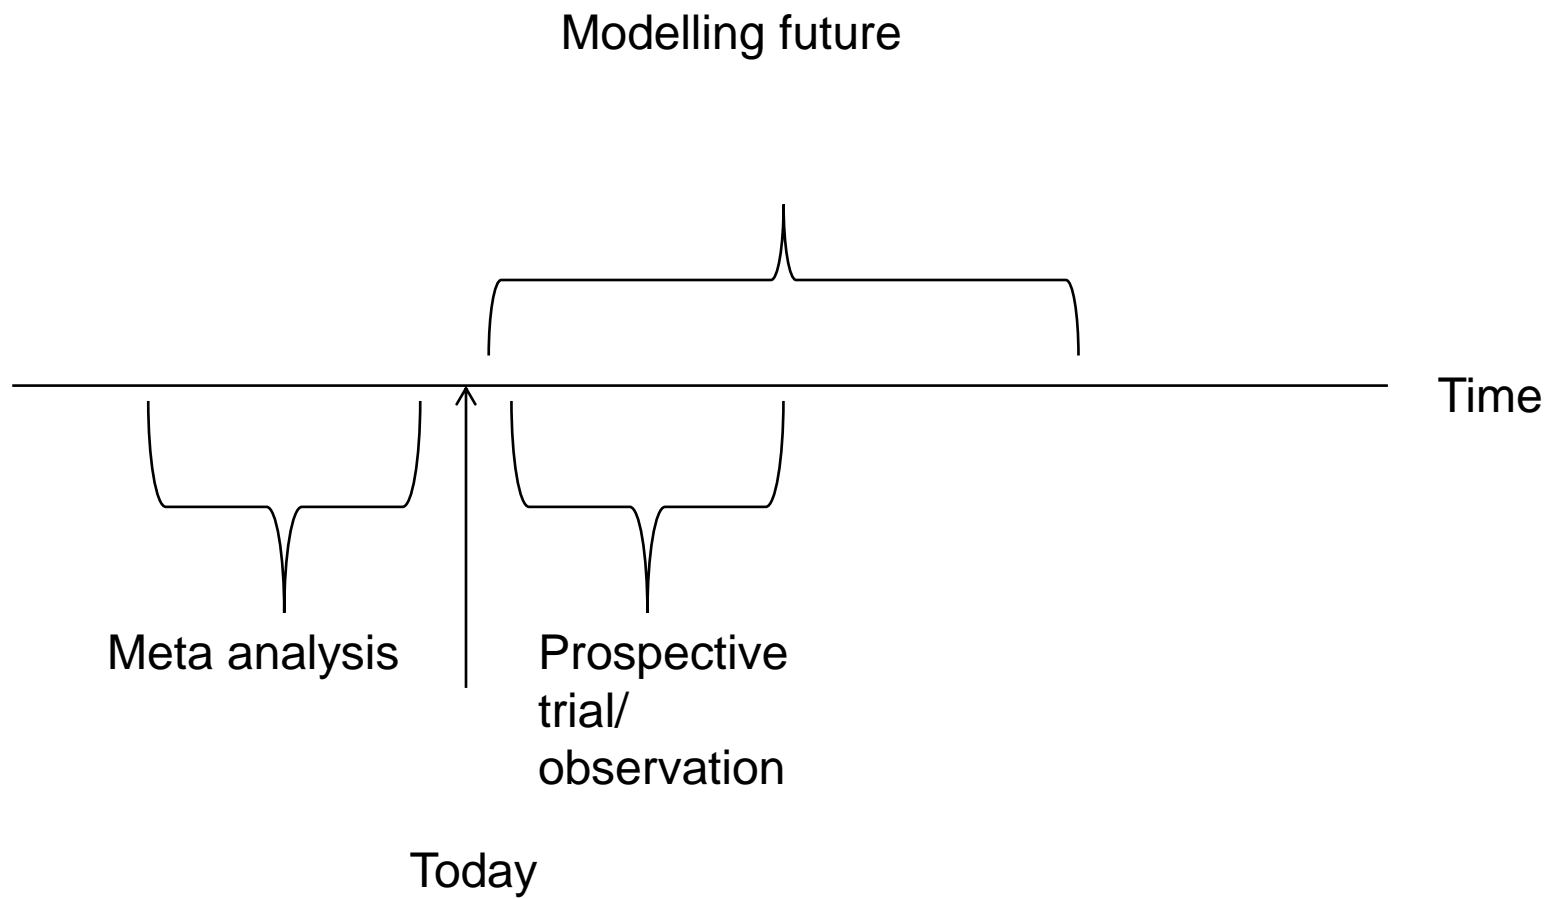 Modelling future
Time
Meta analysis
Prospective
trial/
observation
Today